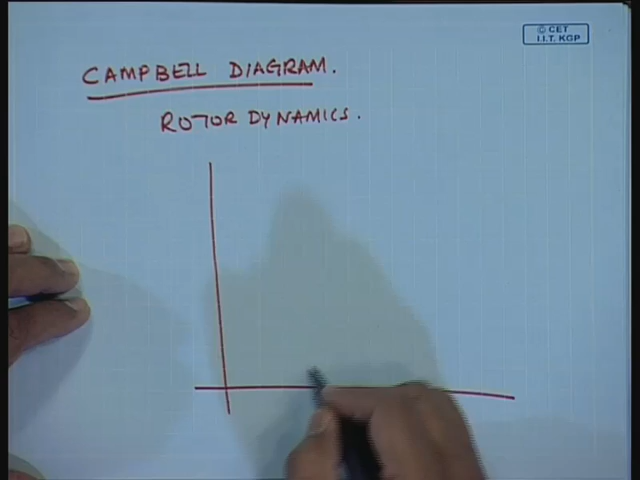 © CET
I.I.T. KGP
CAMPBELL DIAGRAM.
ROTOR DYNAMICS.